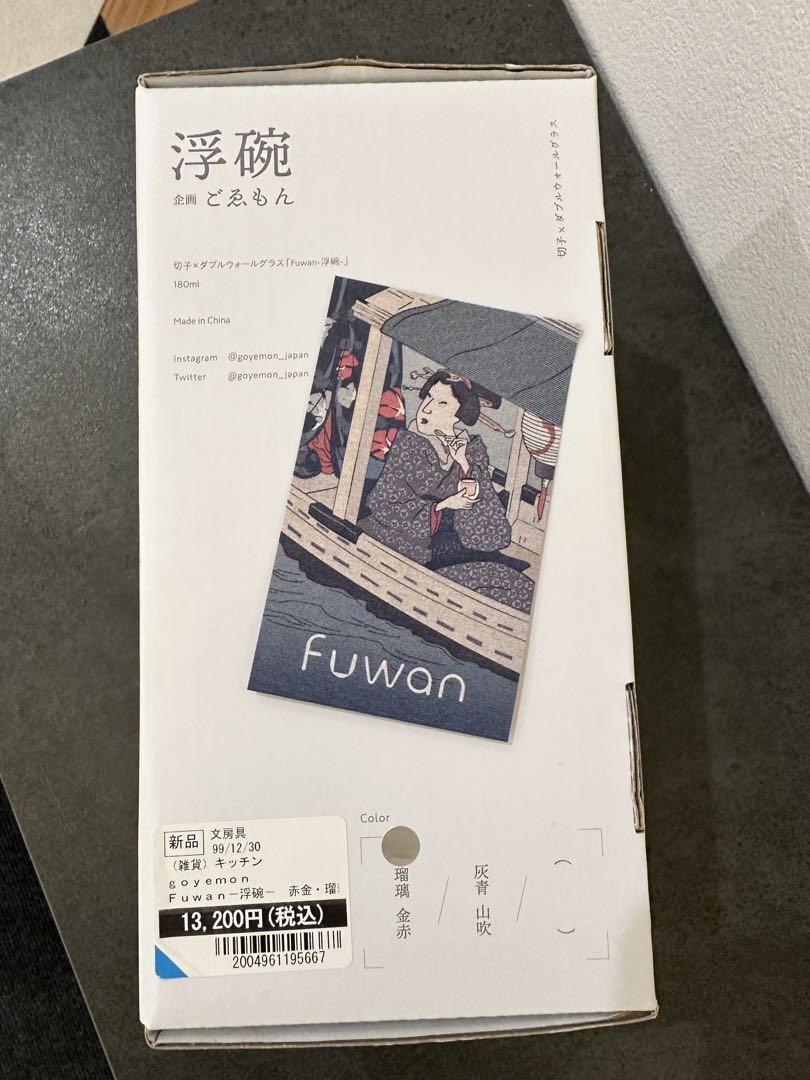 浮碗
企画 ごゑもん
切子×ダブルウォールグラス
切子×ダブルウォールグラス「Fuwan-浮碗-」
180ml
Made in China
Instagram @goyemon_japan
Twitter @goyemon_japan
fuwan
新品 文房具
99/12/30
（雑貨）キッチン
goyemon
Fuwan－浮碗－ 赤金・瑠
13,200円(税込)
2004961195667
Color
瑠璃 金赤
/
灰青 山吹
/
（ ）